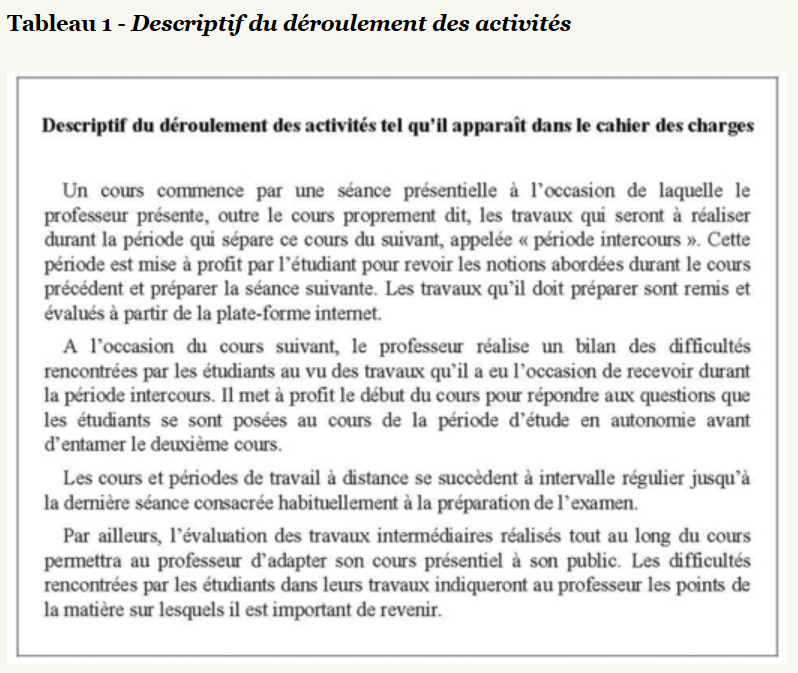 Tableau 1 - Descriptif du déroulement des activités
Descriptif du déroulement des activités tel qu'il apparaît dans le cahier des charges
Un cours commence par une séance présentielle à l'occasion de laquelle le
professeur présente, outre le cours proprement dit, les travaux qui seront à réaliser
durant la période qui sépare ce cours du suivant, appelée « période intercours ». Cette
période est mise à profit par l'étudiant pour revoir les notions abordées durant le cours
précédent et préparer la séance suivante. Les travaux qu'il doit préparer sont remis et
évalués à partir de la plate-forme internet.
A l'occasion du cours suivant, le professeur réalise un bilan des difficultés
rencontrées par les étudiants au vu des travaux qu'il a eu l'occasion de recevoir durant
la période intercours. Il met à profit le début du cours pour répondre aux questions que
les étudiants se sont posées au cours de la période d'étude en autonomie avant
d'entamer le deuxième cours.
Les cours et périodes de travail à distance se succèdent à intervalle régulier jusqu'à
la dernière séance consacrée habituellement à la préparation de l'examen.
Par ailleurs, l'évaluation des travaux intermédiaires réalisés tout au long du cours
permettra au professeur d'adapter son cours présentiel à son public. Les difficultés
rencontrées par les étudiants dans leurs travaux indiqueront au professeur les points de
la matière sur lesquels il est important de revenir.